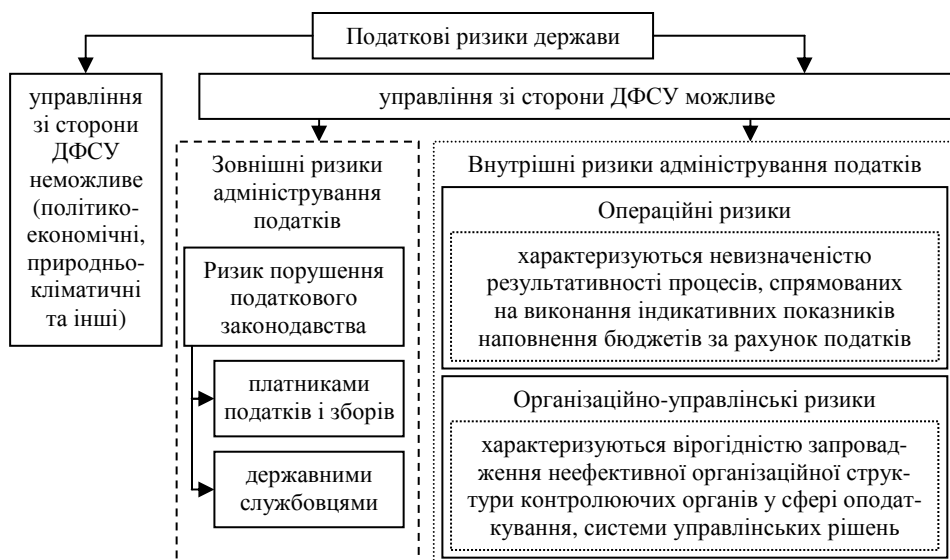 Податкові ризики держави
управління
зі сторони
ДФСУ
неможливе
(політико-
економічні,
природньо-
кліматичні
та інші)
управління зі сторони ДФСУ можливе
Зовнішні ризики
адміністрування
податків
Ризик порушення
податкового
законодавства
платниками
податків і зборів
державними
службовцями
Внутрішні ризики адміністрування податків
Операційні ризики
характеризуються невизначеністю
результативності процесів, спрямованих
на виконання індикативних показників
наповнення бюджетів за рахунок податків
Організаційно-управлінські ризики
характеризуються вірогідністю запровад-
ження неефективної організаційної струк-
тури контролюючих органів у сфері оподат-
кування, системи управлінських рішень